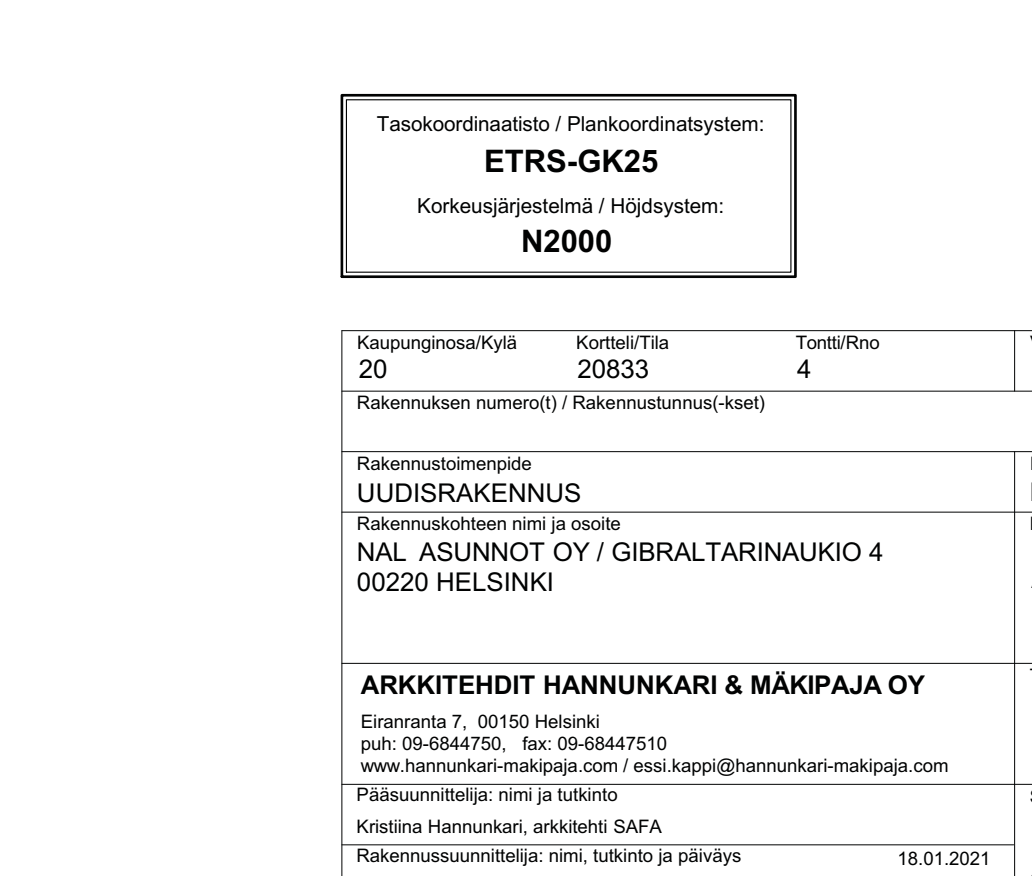 Tasokoordinaatisto / Plankoordinatsystem:
ETRS-GK25
Korkeusjärjestelmä / Höjdsystem:
N2000
Kaupunginosa/Kylä Kortteli/Tila Tontti/Rno
20 20833 4
Rakennuksen numero(t) / Rakennustunnus(-kset)
Rakennustoimenpide
UUDISRAKENNUS
Rakennuskohteen nimi ja osoite
NAL ASUNNOT OY / GIBRALTARINAUKIO 4
00220 HELSINKI
ARKKITEHDIT HANNUNKARI & MÄKIPAJA OY
Eiranranta 7, 00150 Helsinki
puh: 09-6844750, fax: 09-68447510
www.hannunkari-makipaja.com / essi.kappi@hannunkari-makipaja.com
Pääsuunnittelija: nimi ja tutkinto
Kristiina Hannunkari, arkkitehti SAFA
Rakennussuunnittelija: nimi, tutkinto ja päiväys 18.01.2021